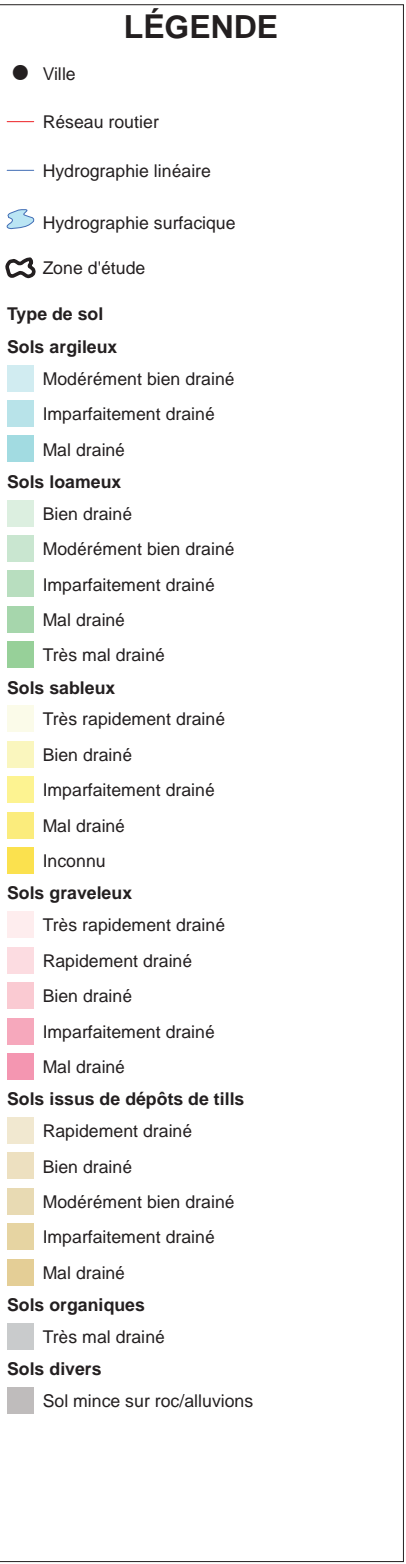 LÉGENDE
Ville
Réseau routier
Hydrographie linéaire
Hydrographie surfacique
Zone d'étude
Type de sol
Sols argileux
Modérément bien drainé
Imparfaitement drainé
Mal drainé
Sols loameux
Bien drainé
Modérément bien drainé
Imparfaitement drainé
Mal drainé
Très mal drainé
Sols sableux
Très rapidement drainé
Bien drainé
Imparfaitement drainé
Mal drainé
Inconnu
Sols graveleux
Très rapidement drainé
Rapidement drainé
Bien drainé
Imparfaitement drainé
Mal drainé
Sols issus de dépôts de tills
Rapidement drainé
Bien drainé
Modérément bien drainé
Imparfaitement drainé
Mal drainé
Sols organiques
Très mal drainé
Sols divers
Sol mince sur roc/alluvions